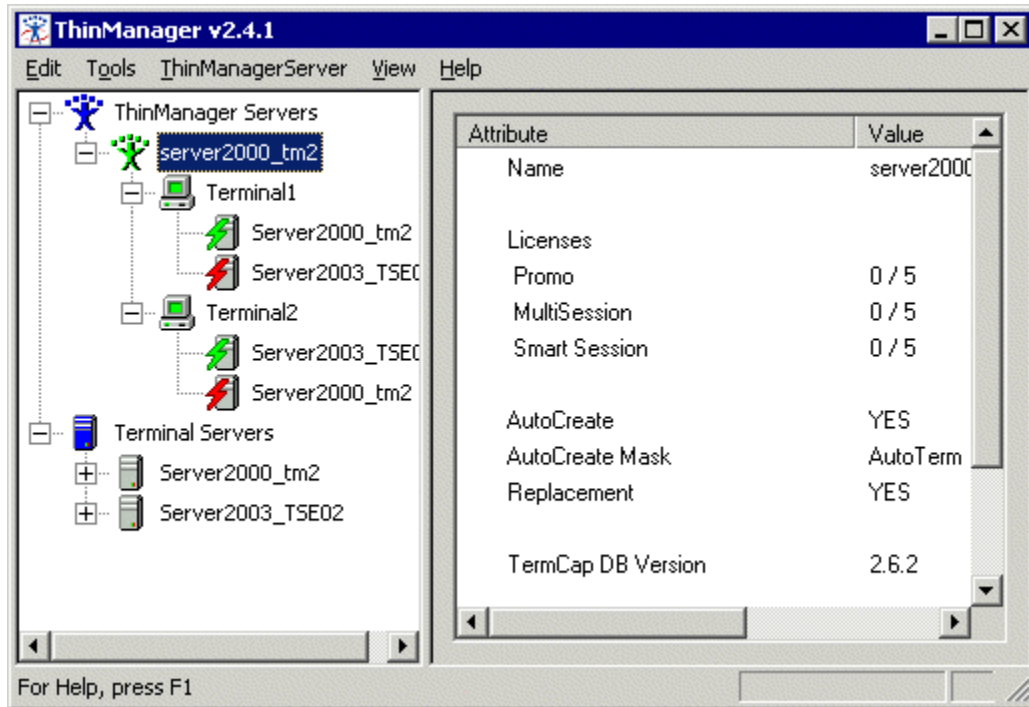 ThinManager v2.4.1
Edit Tools ThinManagerServer View Help
ThinManager Servers
server2000_tm2
Terminal1
Server2000_tm2
Server2003_TSE0
Terminal2
Server2003_TSE0
Server2000_tm2
Terminal Servers
Server2000_tm2
Server2003_TSE02
Attribute Value
Name server2000
Licenses
Promo 0 / 5
MultiSession 0 / 5
Smart Session 0 / 5
AutoCreate YES
AutoCreate Mask AutoTerm
Replacement YES
TermCap DB Version 2.6.2
For Help, press F1